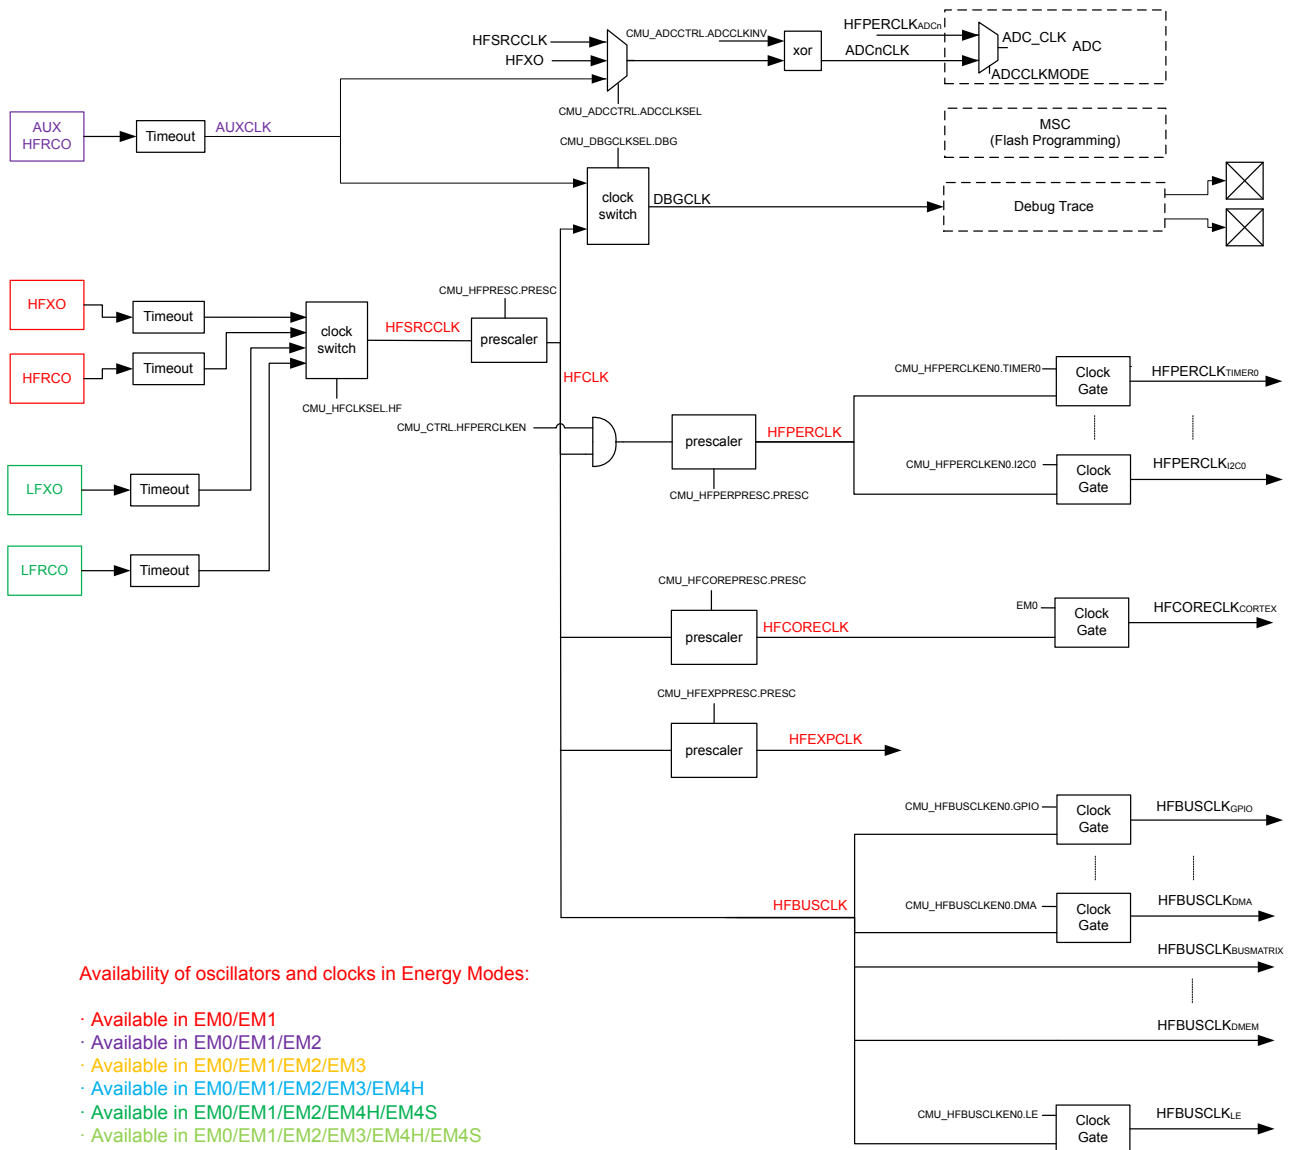 HFSRCCLK
HFXO
CMU_ADCCTRL.ADCCLKINV
xor
HFPERCLKADCn
ADCnCLK
ADC_CLK
ADC
ADCCLKMODE
CMU_ADCCTRL.ADCCLKSEL
AUX
HFRCO
Timeout
AUXCLK
MSC
(Flash Programming)
CMU_DBGCLKSEL.DBG
clock
switch
DBGCLK
Debug Trace
HFXO
Timeout
HFRCO
Timeout
clock
switch
CMU_HFCLKSEL.HF
HFSRCCLK
CMU_HFPRESC.PRESC
prescaler
HFCLK
CMU_CTRL.HFPERCLKEN
prescaler
CMU_HFPERPRESC.PRESC
HFPERCLK
CMU_HFPERCLKEN0.TIMER0
Clock
Gate
HFPERCLKTIMER0
CMU_HFPERCLKEN0.I2C0
Clock
Gate
HFPERCLKI2C0
LFXO
Timeout
LFRCO
Timeout
CMU_HFCOREPRESC.PRESC
prescaler
HFCORECLK
EM0
Clock
Gate
HFCORECLKCORTEX
CMU_HFEXPPRESC.PRESC
prescaler
HFEXPCLK
CMU_HFBUSCLKEN0.GPIO
Clock
Gate
HFBUSCLKGPIO
HFBUSCLK
CMU_HFBUSCLKEN0.DMA
Clock
Gate
HFBUSCLKDMA
HFBUSCLKBUSMATRIX
HFBUSCLKDMEM
CMU_HFBUSCLKEN0.LE
Clock
Gate
HFBUSCLKLE
Availability of oscillators and clocks in Energy Modes:
· Available in EM0/EM1
· Available in EM0/EM1/EM2
· Available in EM0/EM1/EM2/EM3
· Available in EM0/EM1/EM2/EM3/EM4H
· Available in EM0/EM1/EM2/EM4H/EM4S
· Available in EM0/EM1/EM2/EM3/EM4H/EM4S